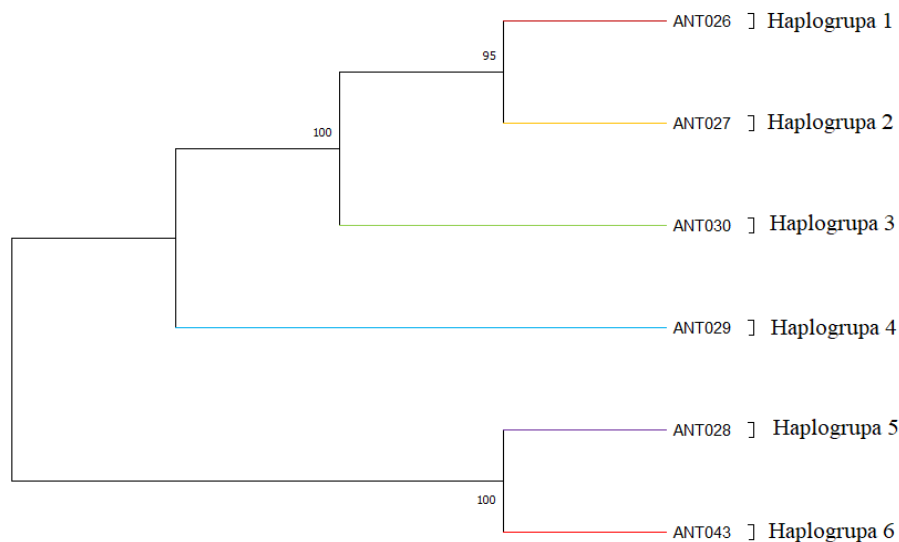 ANT026 ] Haplogrupa 1
95
ANT027 ] Haplogrupa 2
100
ANT030 ] Haplogrupa 3
ANT029 ] Haplogrupa 4
ANT028 ] Haplogrupa 5
100
ANT043 ] Haplogrupa 6